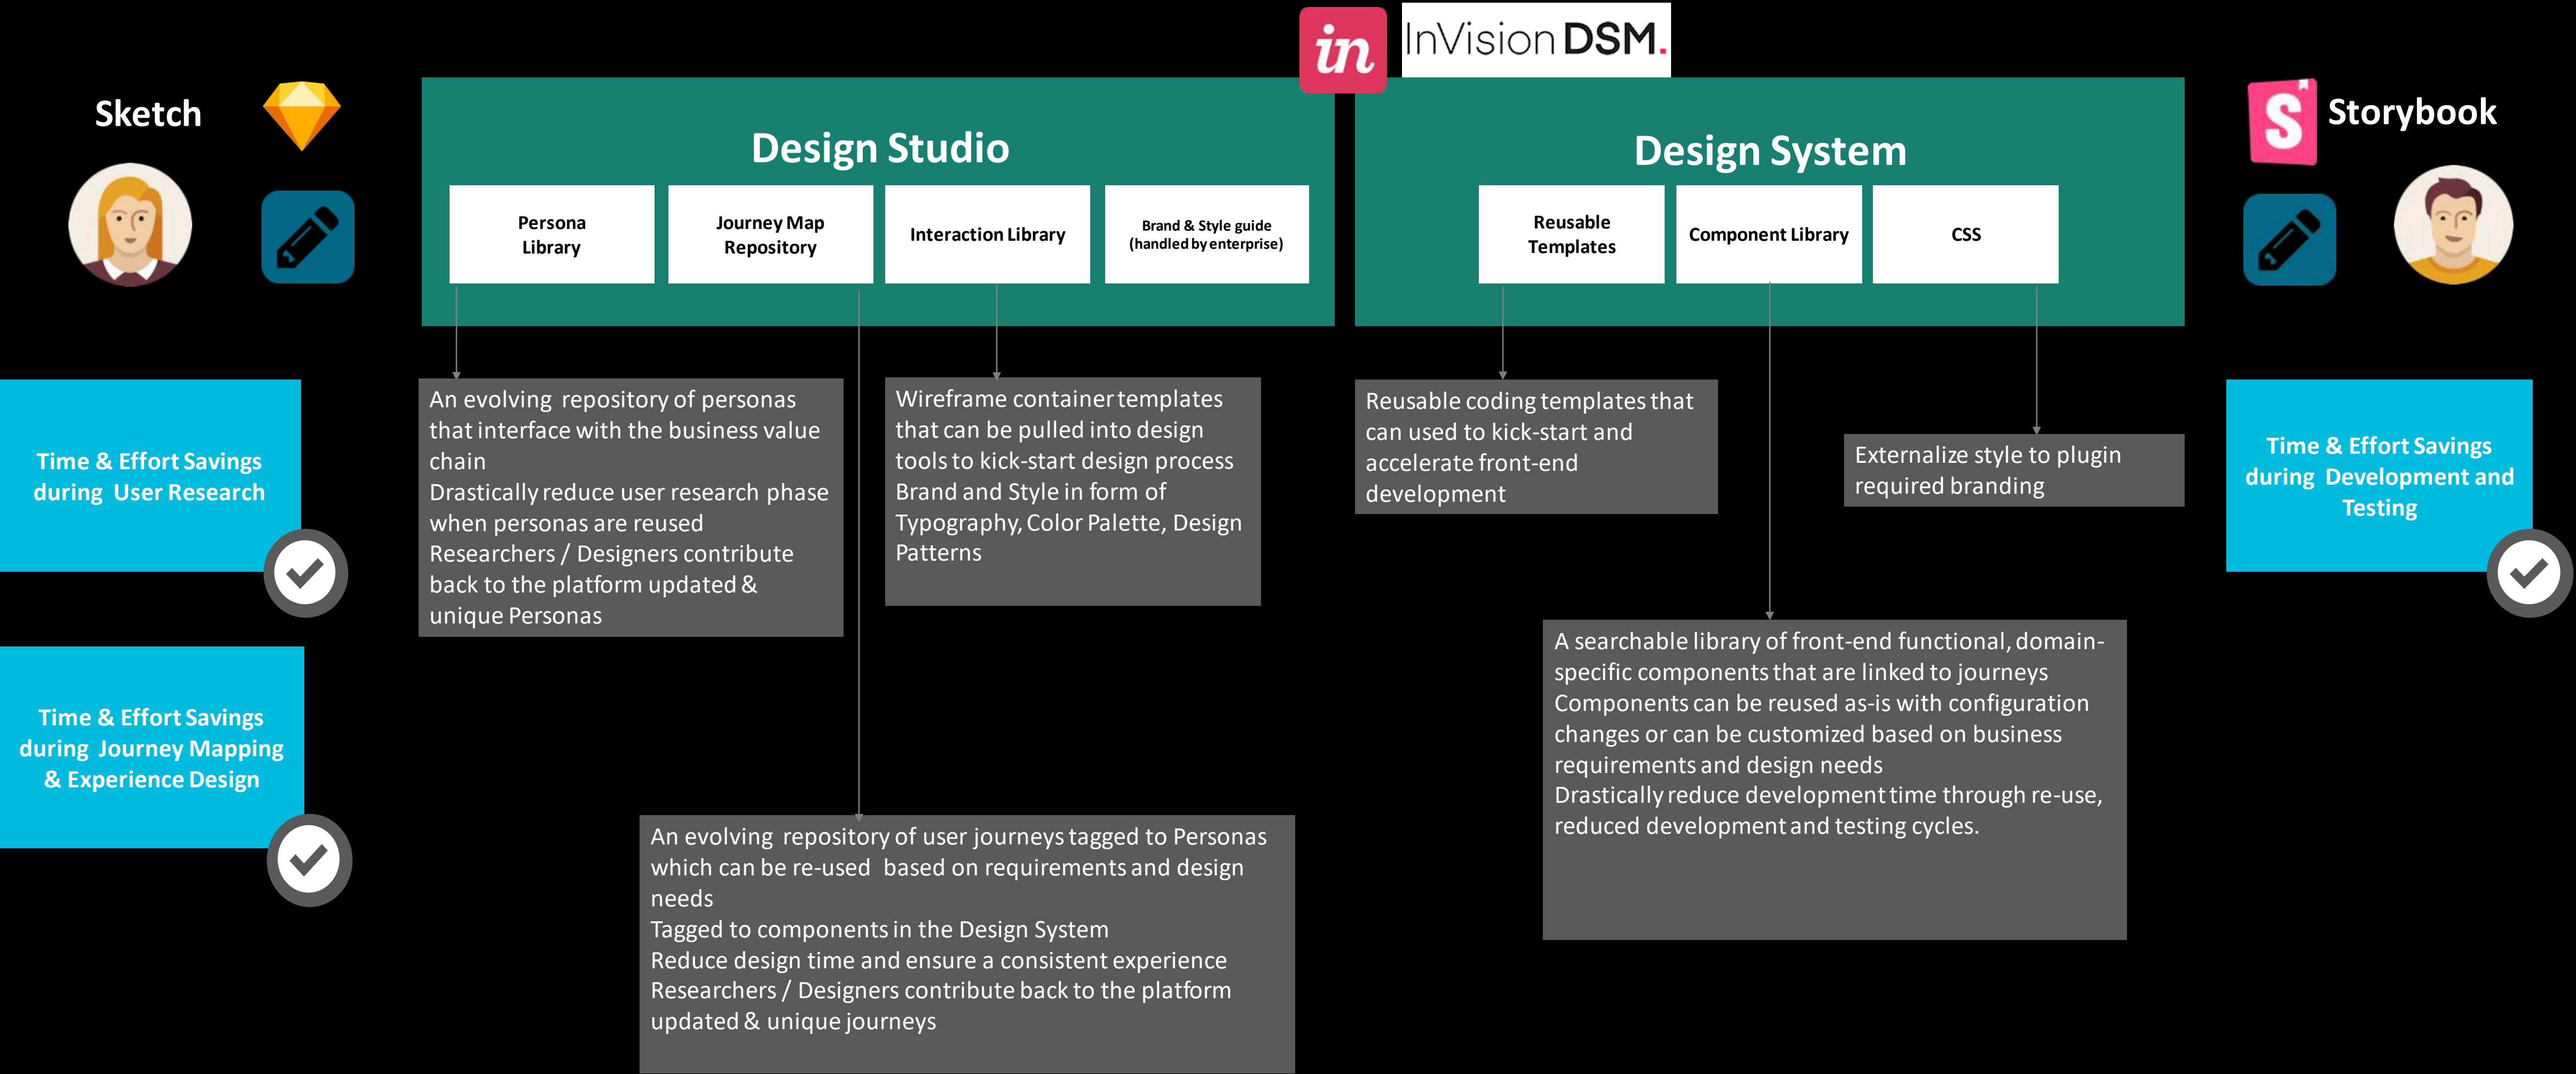 in
InVision DSM.
Sketch
Design Studio
Persona
Library
Journey Map
Repository
Interaction Library
Brand & Style guide
(handled by enterprise)
Design System
Reusable
Templates
Component Library
CSS
S
Storybook
Time & Effort Savings
during User Research
Time & Effort Savings
during Journey Mapping
& Experience Design
An evolving repository of personas
that interface with the business value
chain
Drastically reduce user research phase
when personas are reused
Researchers / Designers contribute
back to the platform updated &
unique Personas
An evolving repository of user journeys tagged to Personas
which can be re-used based on requirements and design
needs
Tagged to components in the Design System
Reduce design time and ensure a consistent experience
Researchers / Designers contribute back to the platform
updated & unique journeys
Wireframe container templates
that can be pulled into design
tools to kick-start design process
Brand and Style in form of
Typography, Color Palette, Design
Patterns
Reusable coding templates that
can used to kick-start and
accelerate front-end
development
A searchable library of front-end functional, domain-
specific components that are linked to journeys
Components can be reused as-is with configuration
changes or can be customized based on business
requirements and design needs
Drastically reduce development time through re-use,
reduced development and testing cycles.
Externalize style to plugin
required branding
Time & Effort Savings
during Development and
Testing